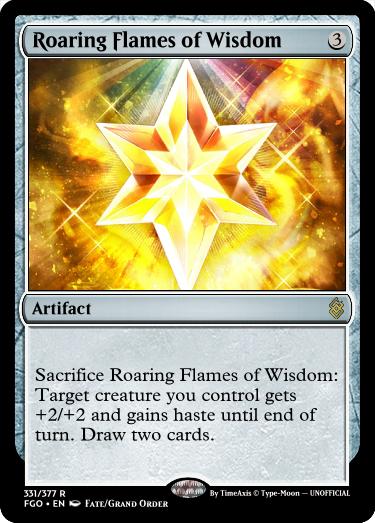 Roaring Flames of Wisdom 3
Artifact
Sacrifice Roaring Flames of Wisdom:
Target creature you control gets
+2/+2 and gains haste until end of
turn. Draw two cards.
331/377 R
FGO • EN Fate/Grand Order
By TimeAxis © Type-Moon — UNOFFICIAL